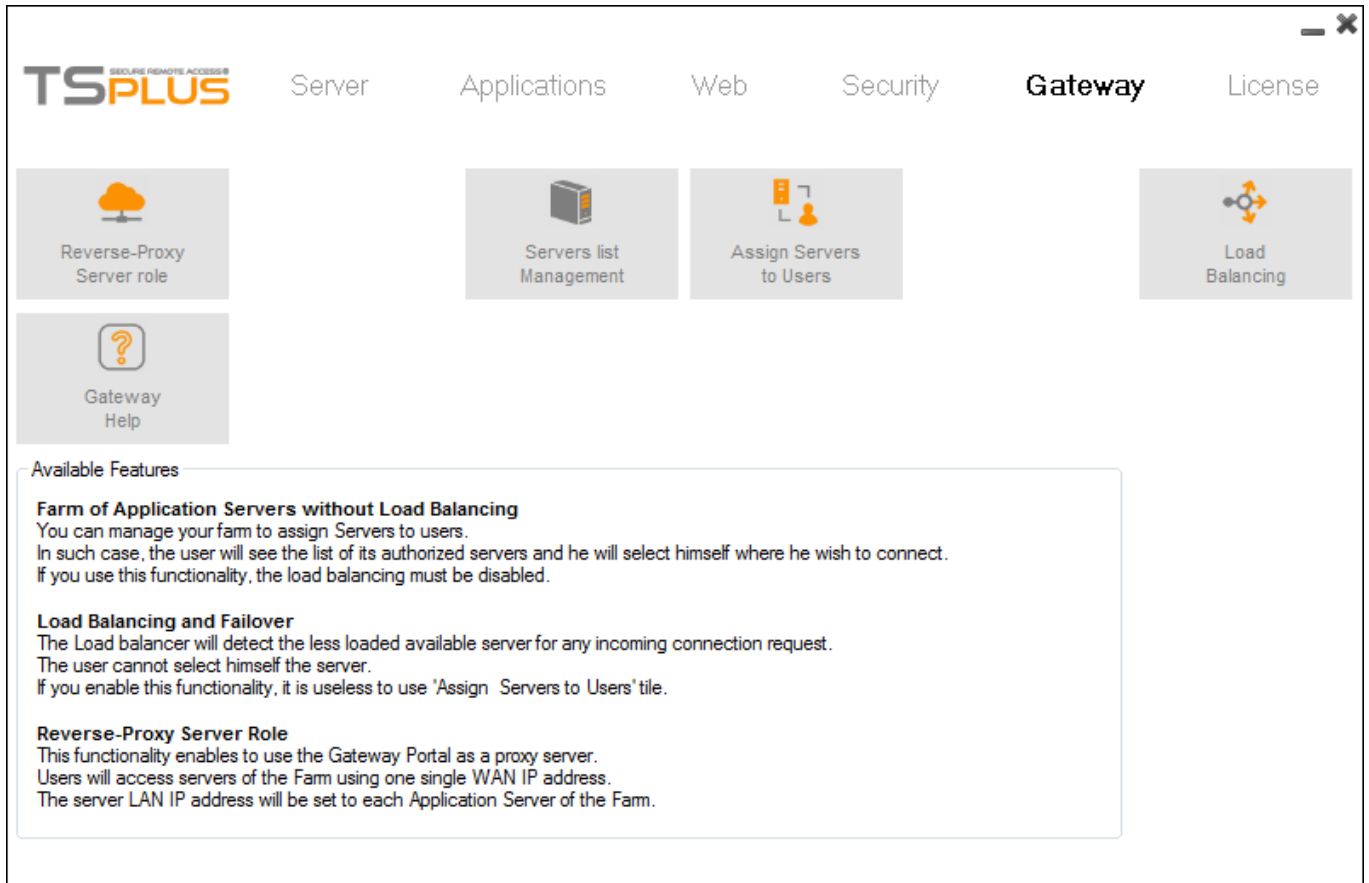 TSPLUS
SECURE REMOTE ACCESS®
Server
Applications
Web
Security
Gateway
License
Reverse-Proxy
Server role
Servers list
Management
Assign Servers
to Users
Load
Balancing
?
Gateway
Help
Available Features
Farm of Application Servers without Load Balancing
You can manage your farm to assign Servers to users.
In such case, the user will see the list of its authorized servers and he will select himself where he wish to connect.
If you use this functionality, the load balancing must be disabled.
Load Balancing and Failover
The Load balancer will detect the less loaded available server for any incoming connection request.
The user cannot select himself the server.
If you enable this functionality, it is useless to use 'Assign  Servers to Users' tile.
Reverse-Proxy Server Role
This functionality enables to use the Gateway Portal as a proxy server.
Users will access servers of the Farm using one single WAN IP address.
The server LAN IP address will be set to each Application Server of the Farm.